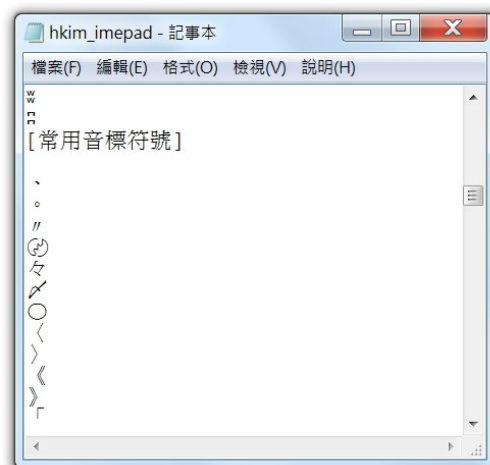 hkim_imepad - 記事本
檔案(F) 編輯(E) 格式(O) 檢視(V) 說明(H)
[常用音標符號]
、
。
〃
〄
々
〆
〇
〈
〉
《
》
「